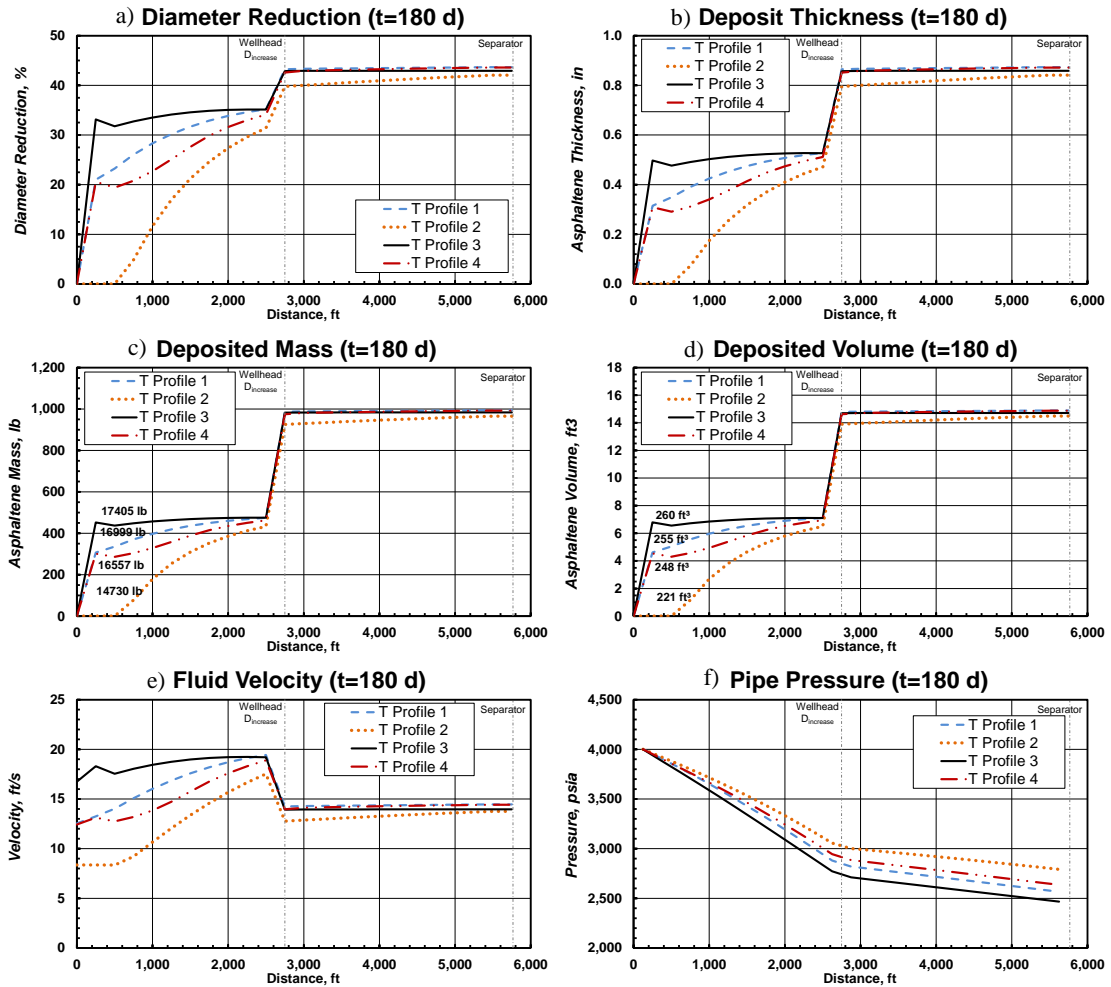 a) Diameter Reduction (t=180 d)
Diameter Reduction, %
50
40
30
20
10
0
Wellhead
D increase
Separator
T Profile 1
T Profile 2
T Profile 3
T Profile 4
0 1,000 2,000 3,000 4,000 5,000 6,000
Distance, ft
b) Deposit Thickness (t=180 d)
Asphaltene Thickness, in
1.0
0.8
0.6
0.4
0.2
0.0
T Profile 1
T Profile 2
T Profile 3
T Profile 4
Wellhead
D increase
Separator
0 1,000 2,000 3,000 4,000 5,000 6,000
Distance, ft
c) Deposited Mass (t=180 d)
Asphaltene Mass, lb
1,200
1,000
800
600
400
200
0
T Profile 1
T Profile 2
T Profile 3
T Profile 4
Wellhead
D increase
Separator
17405 lb
16999 lb
16557 lb
14730 lb
0 1,000 2,000 3,000 4,000 5,000 6,000
Distance, ft
d) Deposited Volume (t=180 d)
Asphaltene Volume, ft3
18
16
14
12
10
8
6
4
2
0
T Profile 1
T Profile 2
T Profile 3
T Profile 4
Wellhead
D increase
Separator
260 ft³
255 ft³
248 ft³
221 ft³
0 1,000 2,000 3,000 4,000 5,000 6,000
Distance, ft
e) Fluid Velocity (t=180 d)
Velocity, ft/s
25
20
15
10
5
0
Wellhead
D increase
Separator
T Profile 1
T Profile 2
T Profile 3
T Profile 4
0 1,000 2,000 3,000 4,000 5,000 6,000
Distance, ft
f) Pipe Pressure (t=180 d)
Pressure, psia
4,500
4,000
3,500
3,000
2,500
2,000
Wellhead
D increase
Separator
T Profile 1
T Profile 2
T Profile 3
T Profile 4
0 1,000 2,000 3,000 4,000 5,000 6,000
Distance, ft